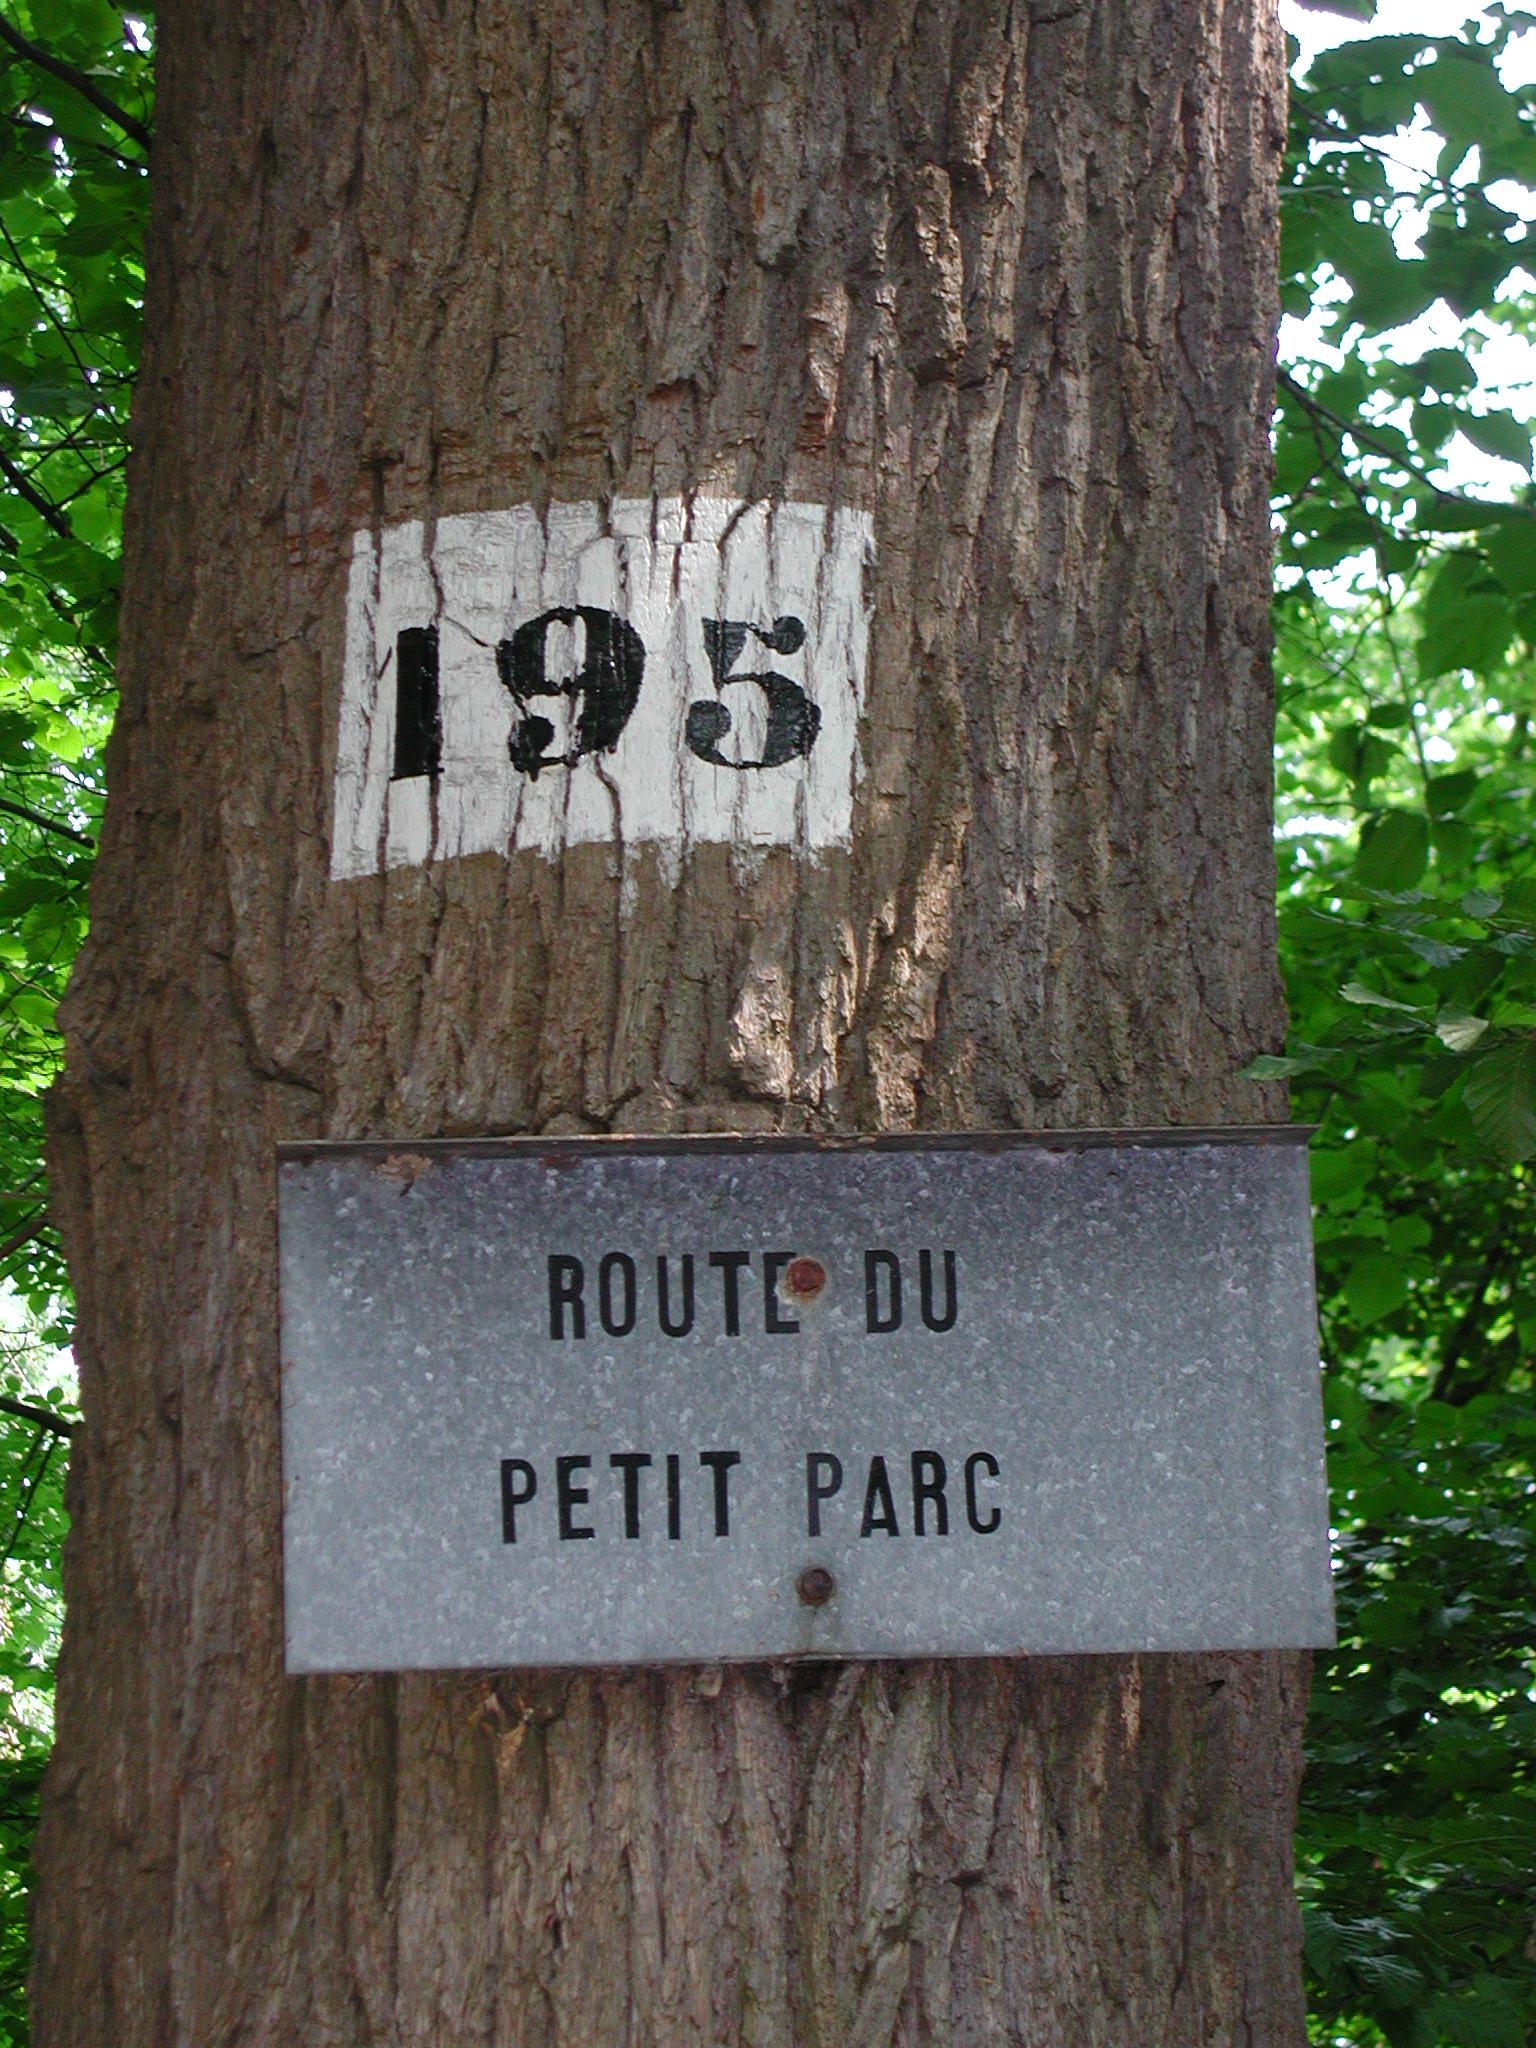 195
ROUTE DU
PETIT PARC